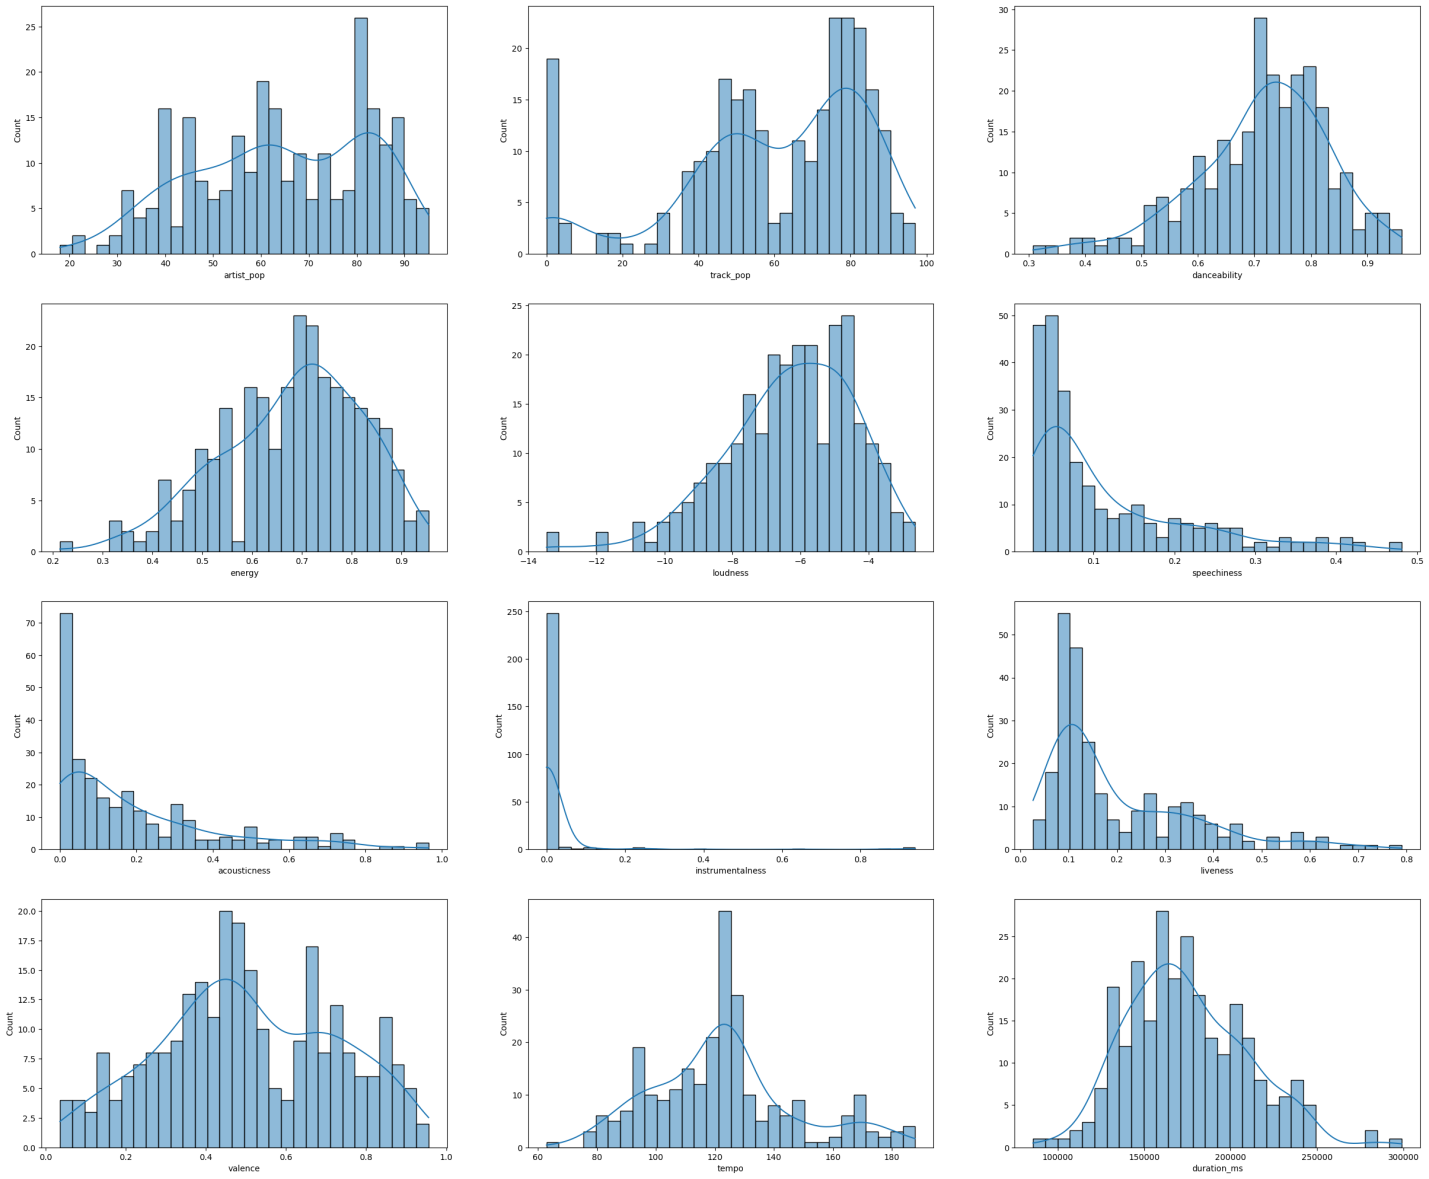 25
20
15
10
5
0
Count
20 30 40 50 60 70 80 90
artist_pop
20
15
10
5
0
Count
0 20 40 60 80 100
track_pop
30
25
20
15
10
5
0
Count
0.3 0.4 0.5 0.6 0.7 0.8 0.9
danceability
20
15
10
5
0
Count
0.2 0.3 0.4 0.5 0.6 0.7 0.8 0.9
energy
25
20
15
10
5
0
Count
−14 −12 −10 −8 −6 −4
loudness
50
40
30
20
10
0
Count
0.1 0.2 0.3 0.4 0.5
speechiness
70
60
50
40
30
20
10
0
Count
0.0 0.2 0.4 0.6 0.8 1.0
acousticness
250
200
150
100
50
0
Count
0.0 0.2 0.4 0.6 0.8
instrumentalness
50
40
30
20
10
0
Count
0.0 0.1 0.2 0.3 0.4 0.5 0.6 0.7 0.8
liveness
20.0
17.5
15.0
12.5
10.0
7.5
5.0
2.5
0.0
Count
0.0 0.2 0.4 0.6 0.8 1.0
valence
40
30
20
10
0
Count
60 80 100 120 140 160 180
tempo
25
20
15
10
5
0
Count
100000 150000 200000 250000 300000
duration_ms